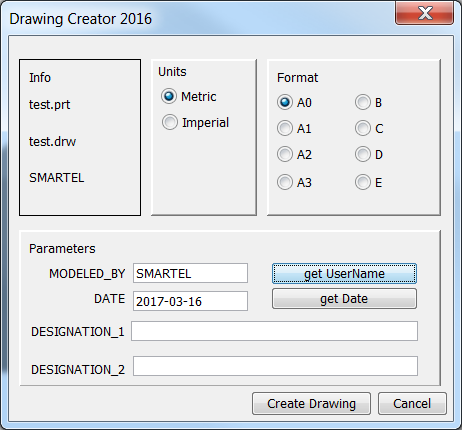 Drawing Creator 2016
Info
test.prt
test.drw
SMARTEL
Units
Metric
Imperial
Format
A0 B
A1 C
A2 D
A3 E
Parameters
MODELED_BY SMARTEL get UserName
DATE 2017-03-16 get Date
DESIGNATION_1
DESIGNATION_2
Create Drawing Cancel